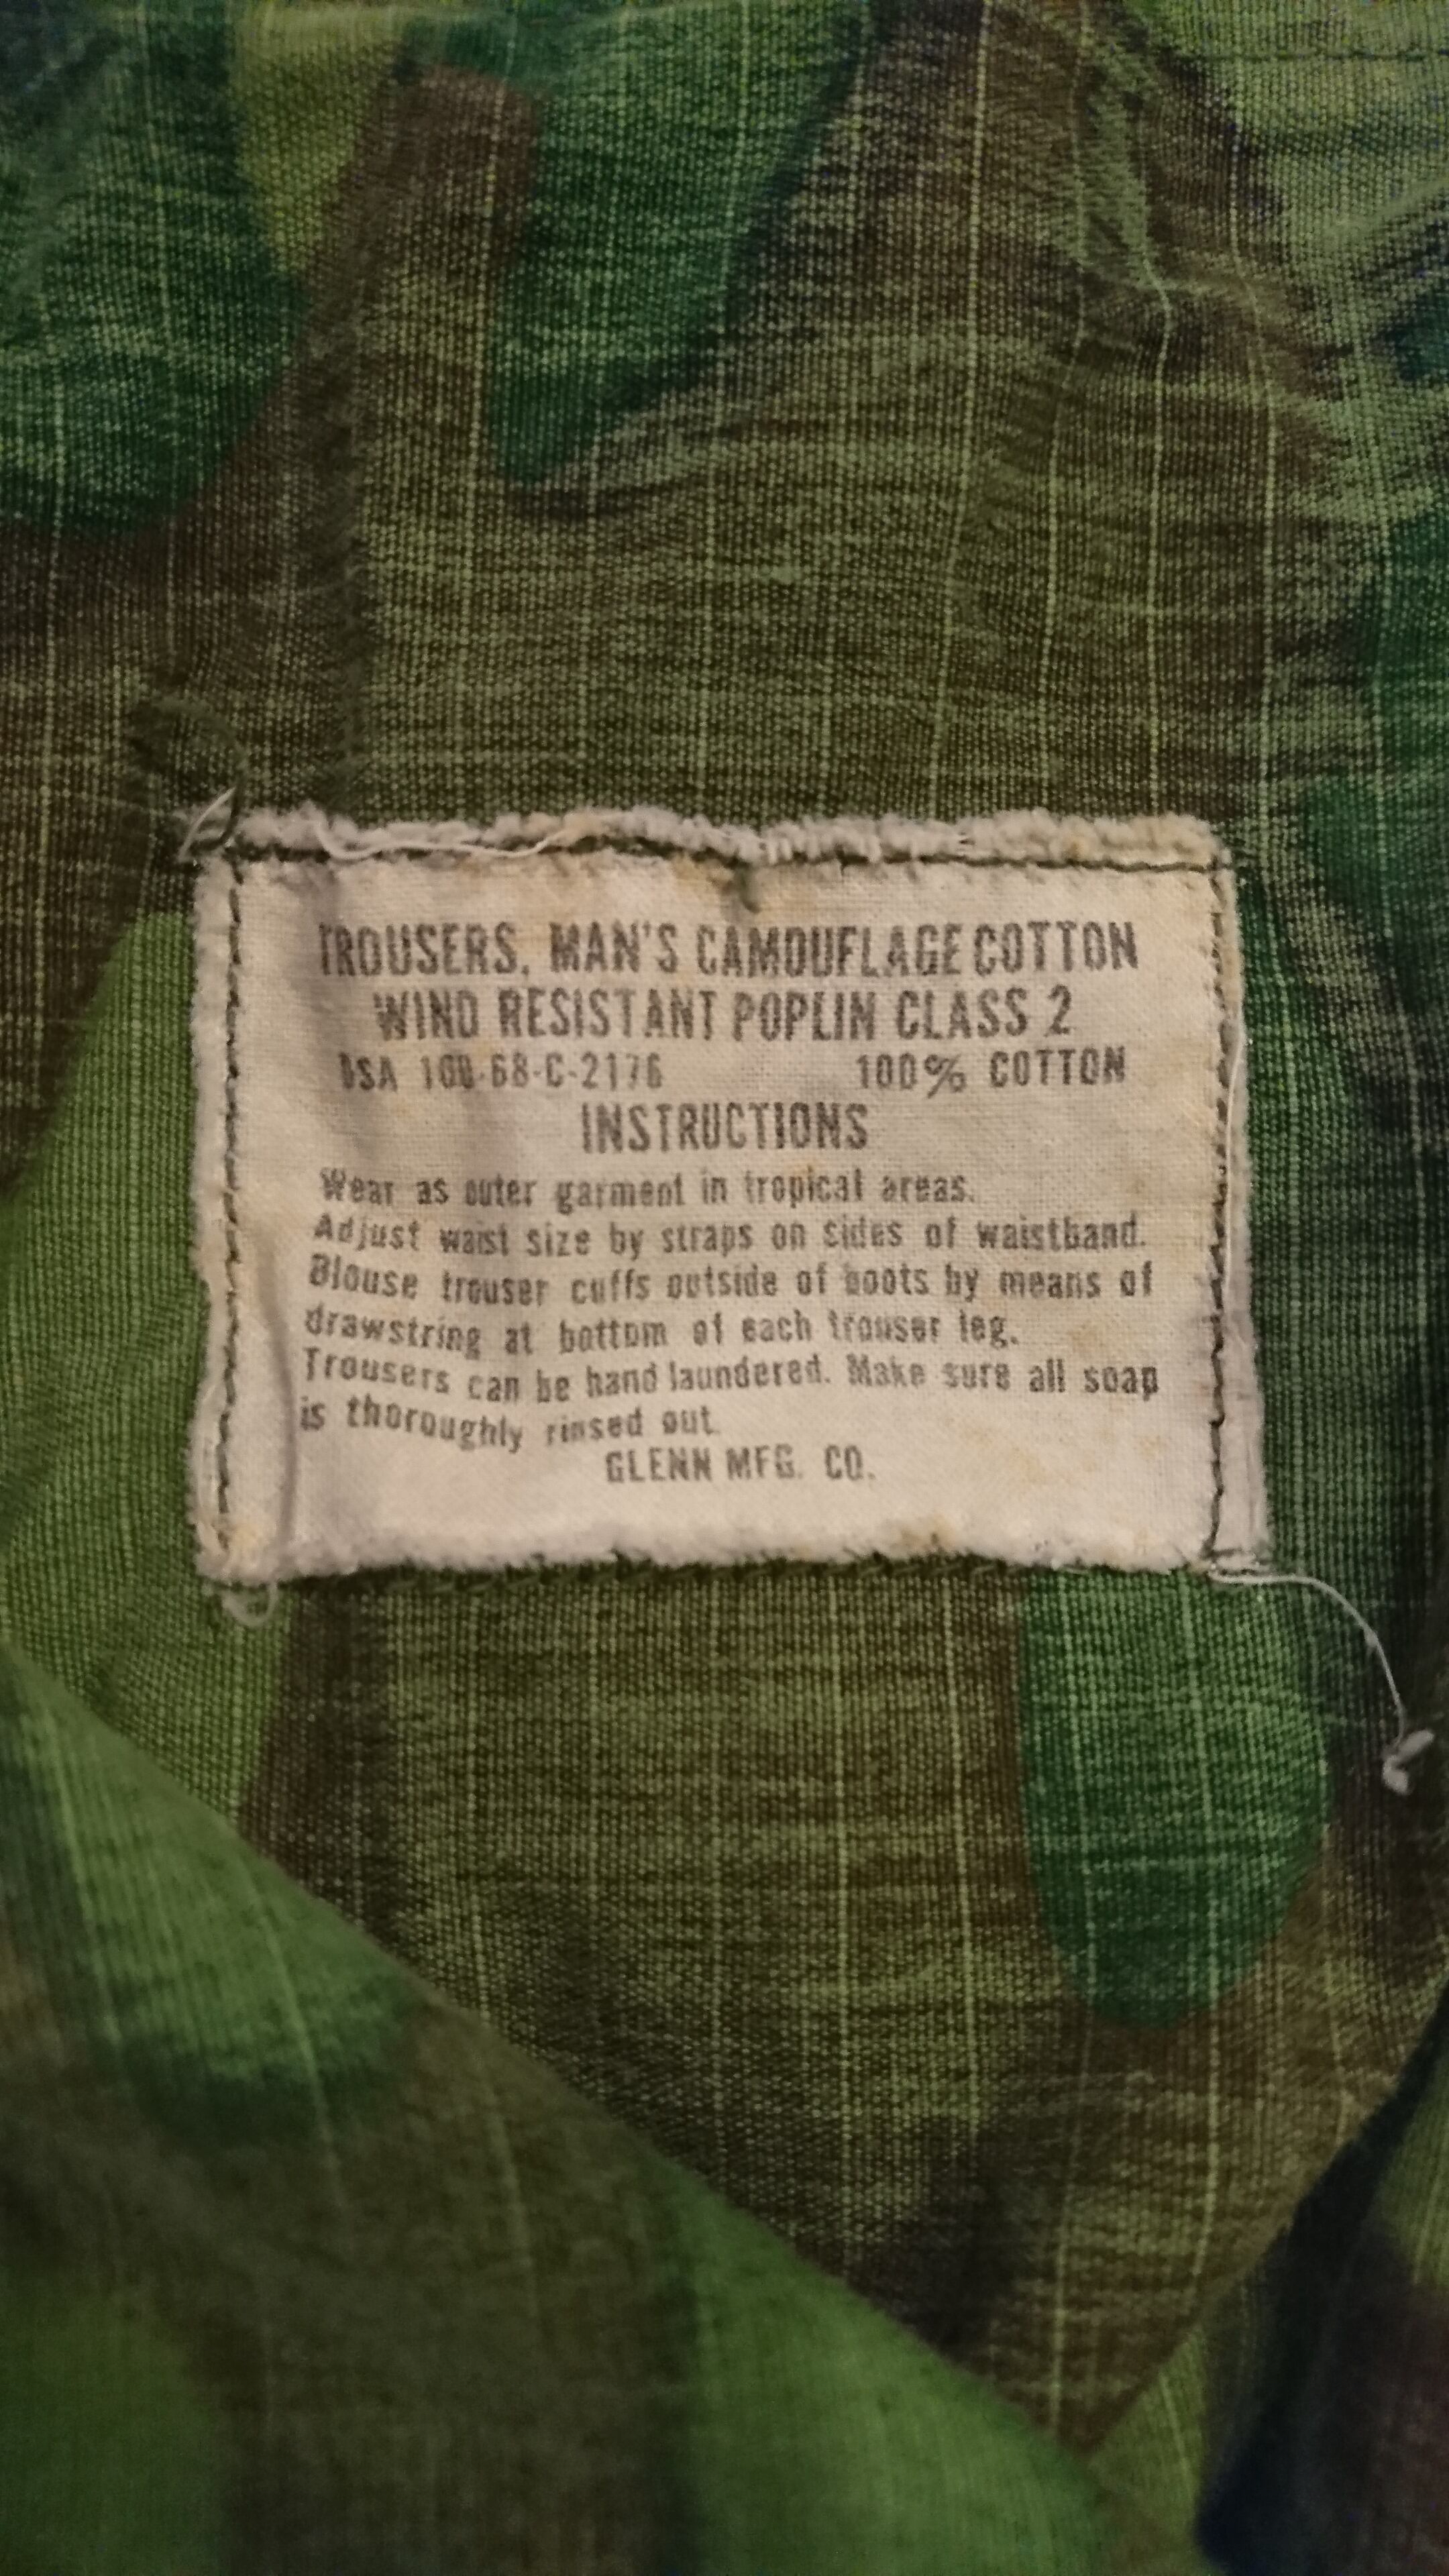 TROUSERS, MAN'S CAMOUFLAGE COTTON
WIND RESISTANT POPLIN CLASS 2
DSA 100-68-C-2176 100% COTTON
INSTRUCTIONS
Wear as outer garment in tropical areas.
Adjust waist size by straps on sides of waistband.
Blouse trouser cuffs outside of boots by means of
drawstring at bottom of each trouser leg.
Trousers can be hand laundered. Make sure all soap
is thoroughly rinsed out.
GLENN MFG. CO.